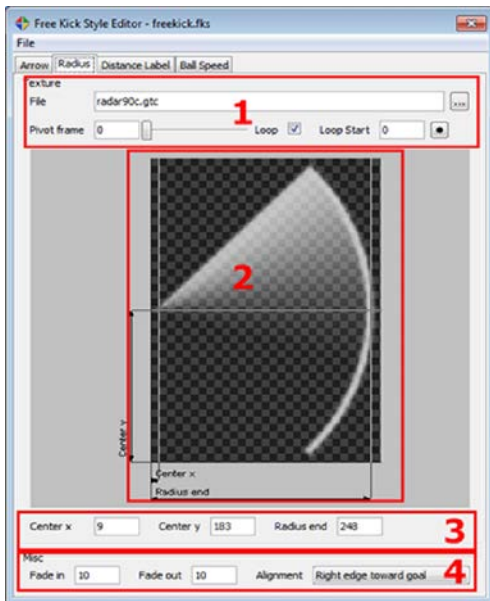 Free Kick Style Editor - freekick.fks
File
Arrow Radius Distance Label Ball Speed
Texture
File radar90c.gtc ...
1
Pivot frame 0 Loop Loop Start 0
2
Center y
Center x
Radius end
Center x 9 Center y 183 Radius end 248
3
Misc
Fade in 10 Fade out 10 Alignment Right edge toward goal
4